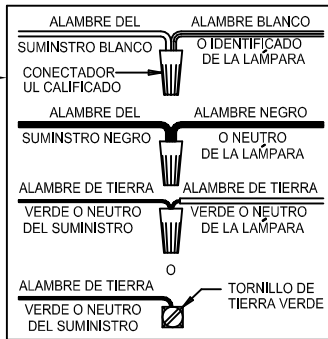 ALAMBRE DEL ALAMBRE BLANCO
SUMINSTRO BLANCO O IDENTIFICADO
CONECTADOR DE LA LAMPARA
UL CALIFICADO
ALAMBRE DEL ALAMBRE NEGRO
SUMINSTRO NEGRO O NEUTRO
DE LA LAMPARA
ALAMBRE DE TIERRA ALAMBRE DE TIERRA
VERDE O NEUTRO VERDE O NEUTRO
DEL SUMINISTRO DE LA LAMPARA
O
ALAMBRE DE TIERRA TORNILLO DE
VERDE O NEUTRO TIERRA VERDE
DEL SUMINISTRO